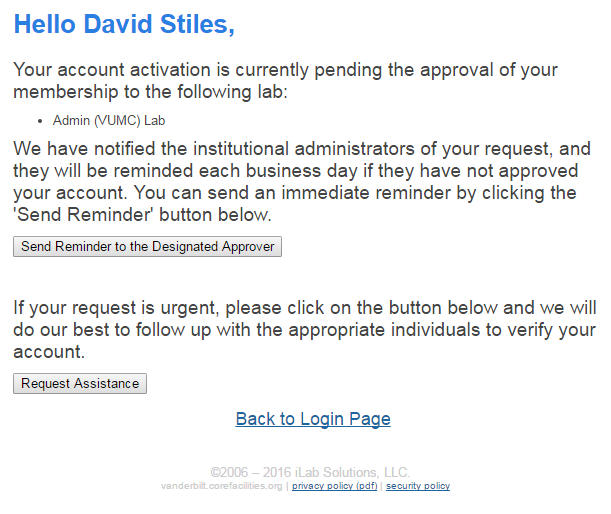 Hello David Stiles,
Your account activation is currently pending the approval of your
membership to the following lab:
• Admin (VUMC) Lab
We have notified the institutional administrators of your request, and
they will be reminded each business day if they have not approved
your account. You can send an immediate reminder by clicking the
'Send Reminder' button below.
Send Reminder to the Designated Approver
If your request is urgent, please click on the button below and we will
do our best to follow up with the appropriate individuals to verify your
account.
Request Assistance
Back to Login Page
©2006 – 2016 iLab Solutions, LLC.
vanderbilt.corefacilities.org | privacy policy (pdf) | security policy